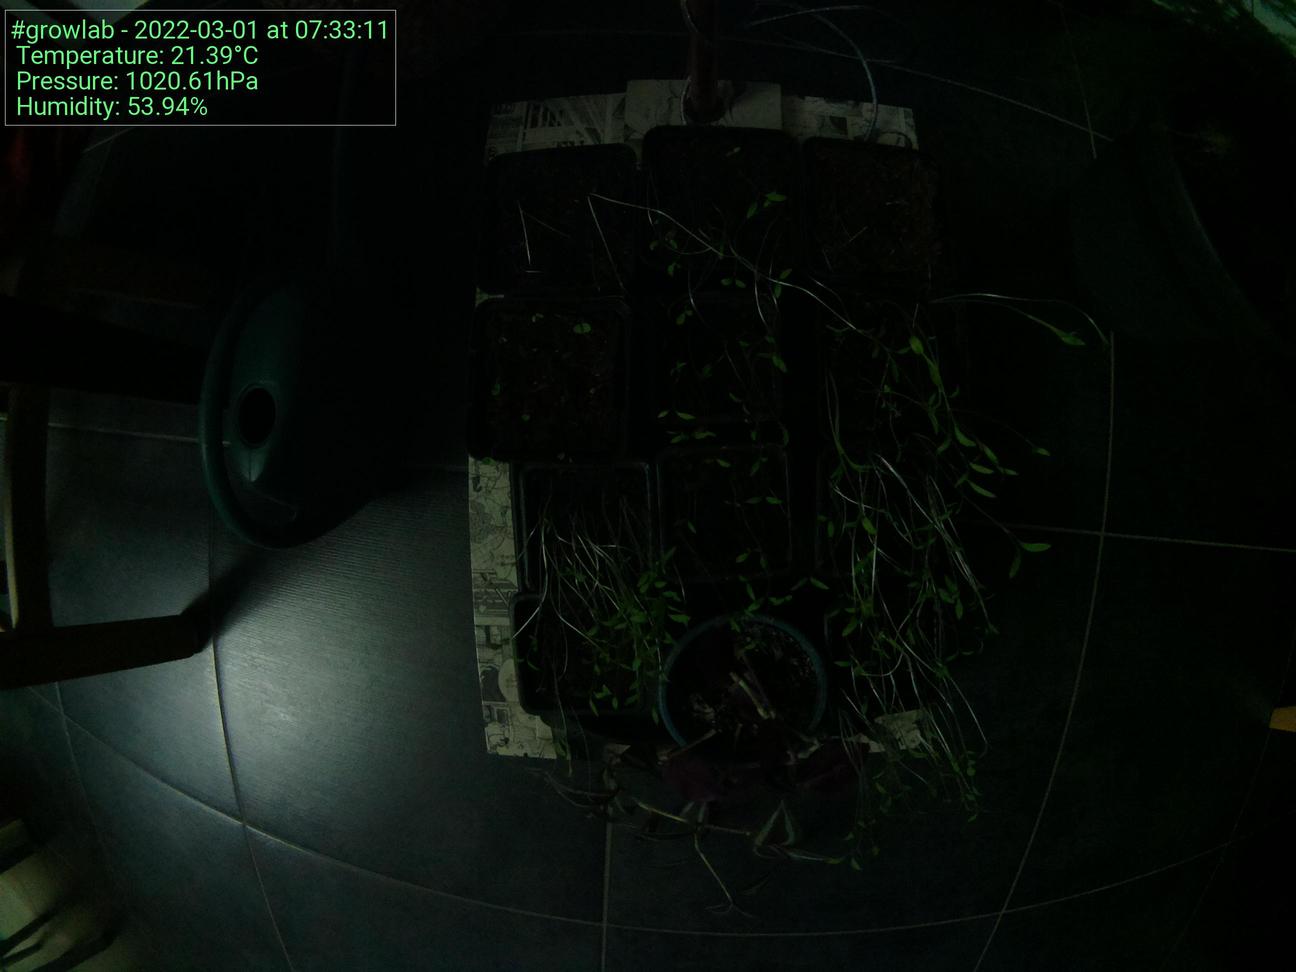 #growlab - 2022-03-01 at 07:33:11
Temperature: 21.39°C
Pressure: 1020.61hPa
Humidity: 53.94%